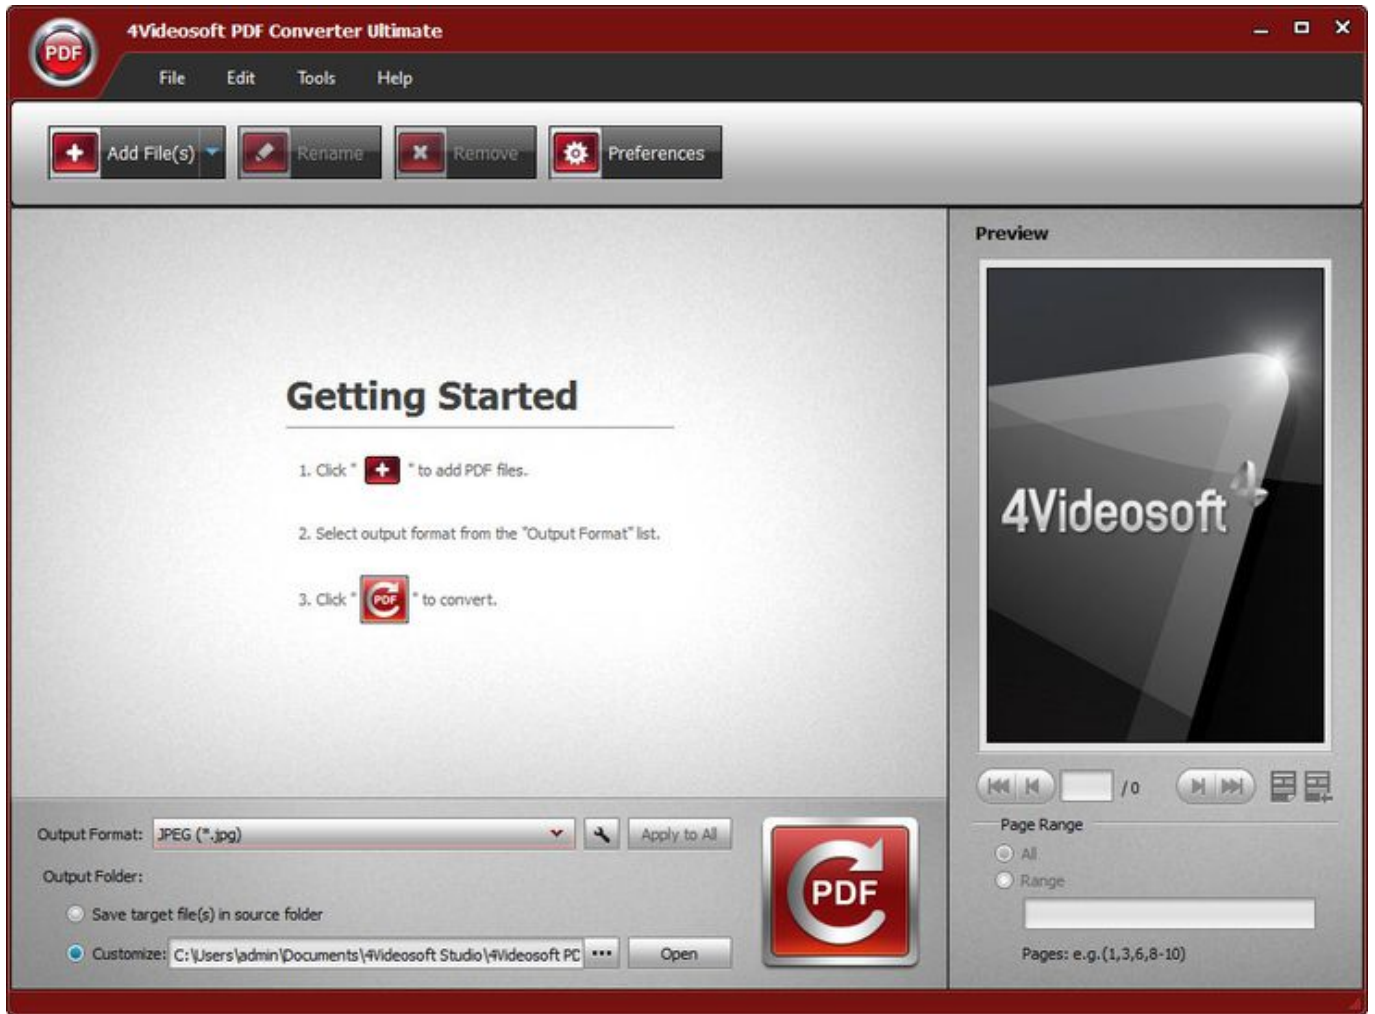 4Videosoft PDF Converter Ultimate
PDF
File Edit Tools Help
Add File(s) Rename Remove Preferences
Preview
Getting Started
1. Click " " to add PDF files.
2. Select output format from the "Output Format" list.
3. Click " PDF " to convert.
4Videosoft
/ 0
Output Format: JPEG (*.jpg) Apply to All
Output Folder:
Save target file(s) in source folder
Customize: C:\Users\admin\Documents\4Videosoft Studio\4Videosoft PD ... Open
PDF
Page Range
All
Range
Pages: e.g.(1,3,6,8-10)